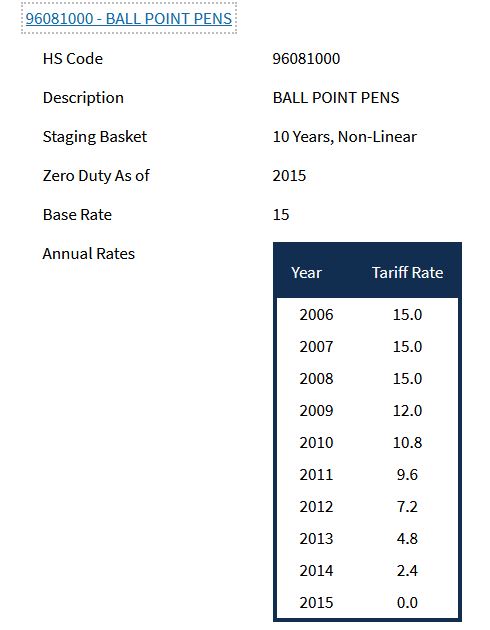 96081000 - BALL POINT PENS
HS Code 96081000
Description BALL POINT PENS
Staging Basket 10 Years, Non-Linear
Zero Duty As of 2015
Base Rate 15
Annual Rates
Year Tariff Rate
2006 15.0
2007 15.0
2008 15.0
2009 12.0
2010 10.8
2011 9.6
2012 7.2
2013 4.8
2014 2.4
2015 0.0